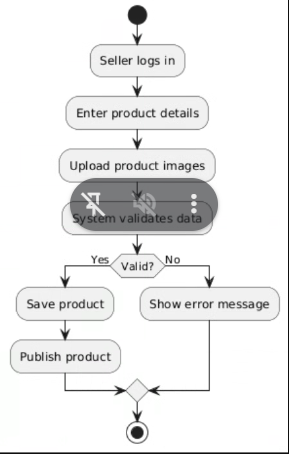 Seller logs in
Enter product details
Upload product images
System validates data
Yes
Valid?
No
Save product
Show error message
Publish product